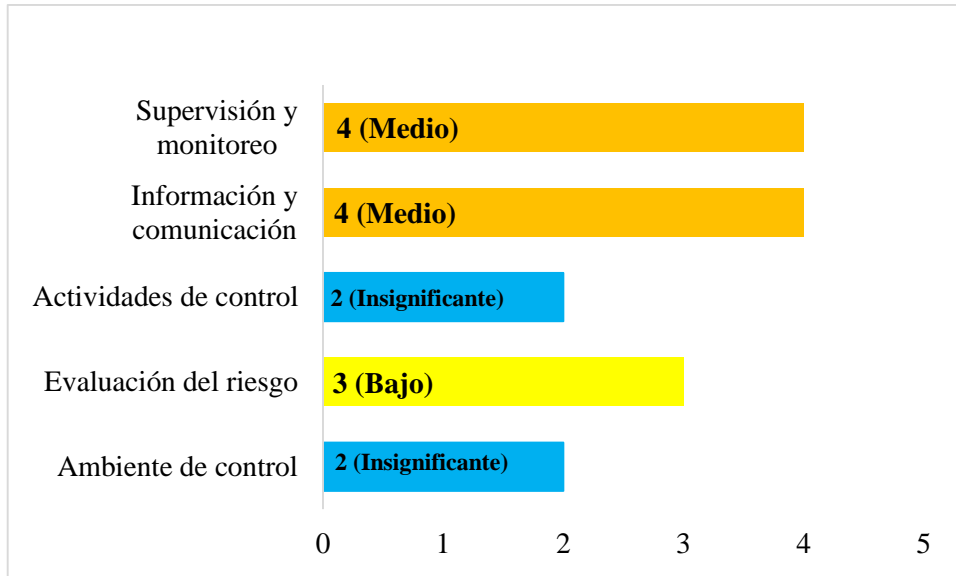 Supervisión y
monitoreo
4 (Medio)
Información y
comunicación
4 (Medio)
Actividades de control
2 (Insignificante)
Evaluación del riesgo
3 (Bajo)
Ambiente de control
2 (Insignificante)
0 1 2 3 4 5